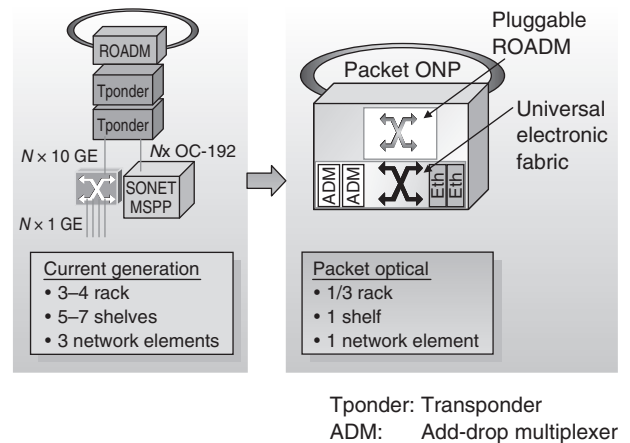 ROADM
Tponder
Tponder
N × 10 GE
Nx OC-192
SONET
MSPP
N × 1 GE
Current generation
• 3–4 rack
• 5–7 shelves
• 3 network elements
Pluggable
ROADM
Packet ONP
Universal
electronic
fabric
ADM
ADM
Eth
Eth
Packet optical
• 1/3 rack
• 1 shelf
• 1 network element
Tponder: Transponder
ADM: Add-drop multiplexer